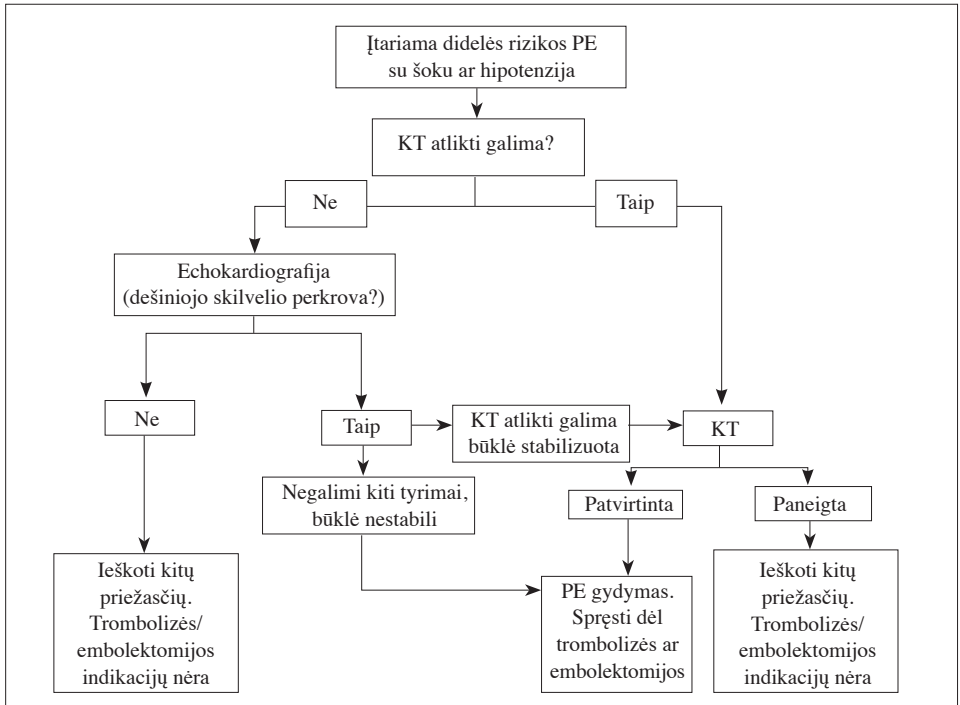 Įtariama didelės rizikos PE
su šoku ar hipotenzija
KT atlikti galima?
Ne
Taip
Echokardiografija
(dešiniojo skilvelio perkrova?)
Ne
Taip
KT atlikti galima
būklė stabilizuota
KT
Negalimi kiti tyrimai,
būklė nestabili
Patvirtinta
Paneigta
Ieškoti kitų
priežasčių.
Trombolizės/
embolektomijos
indikacijų nėra
PE gydymas.
Spręsti dėl
trombolizės ar
embolektomijos
Ieškoti kitų
priežasčių.
Trombolizės/
embolektomijos
indikacijų nėra